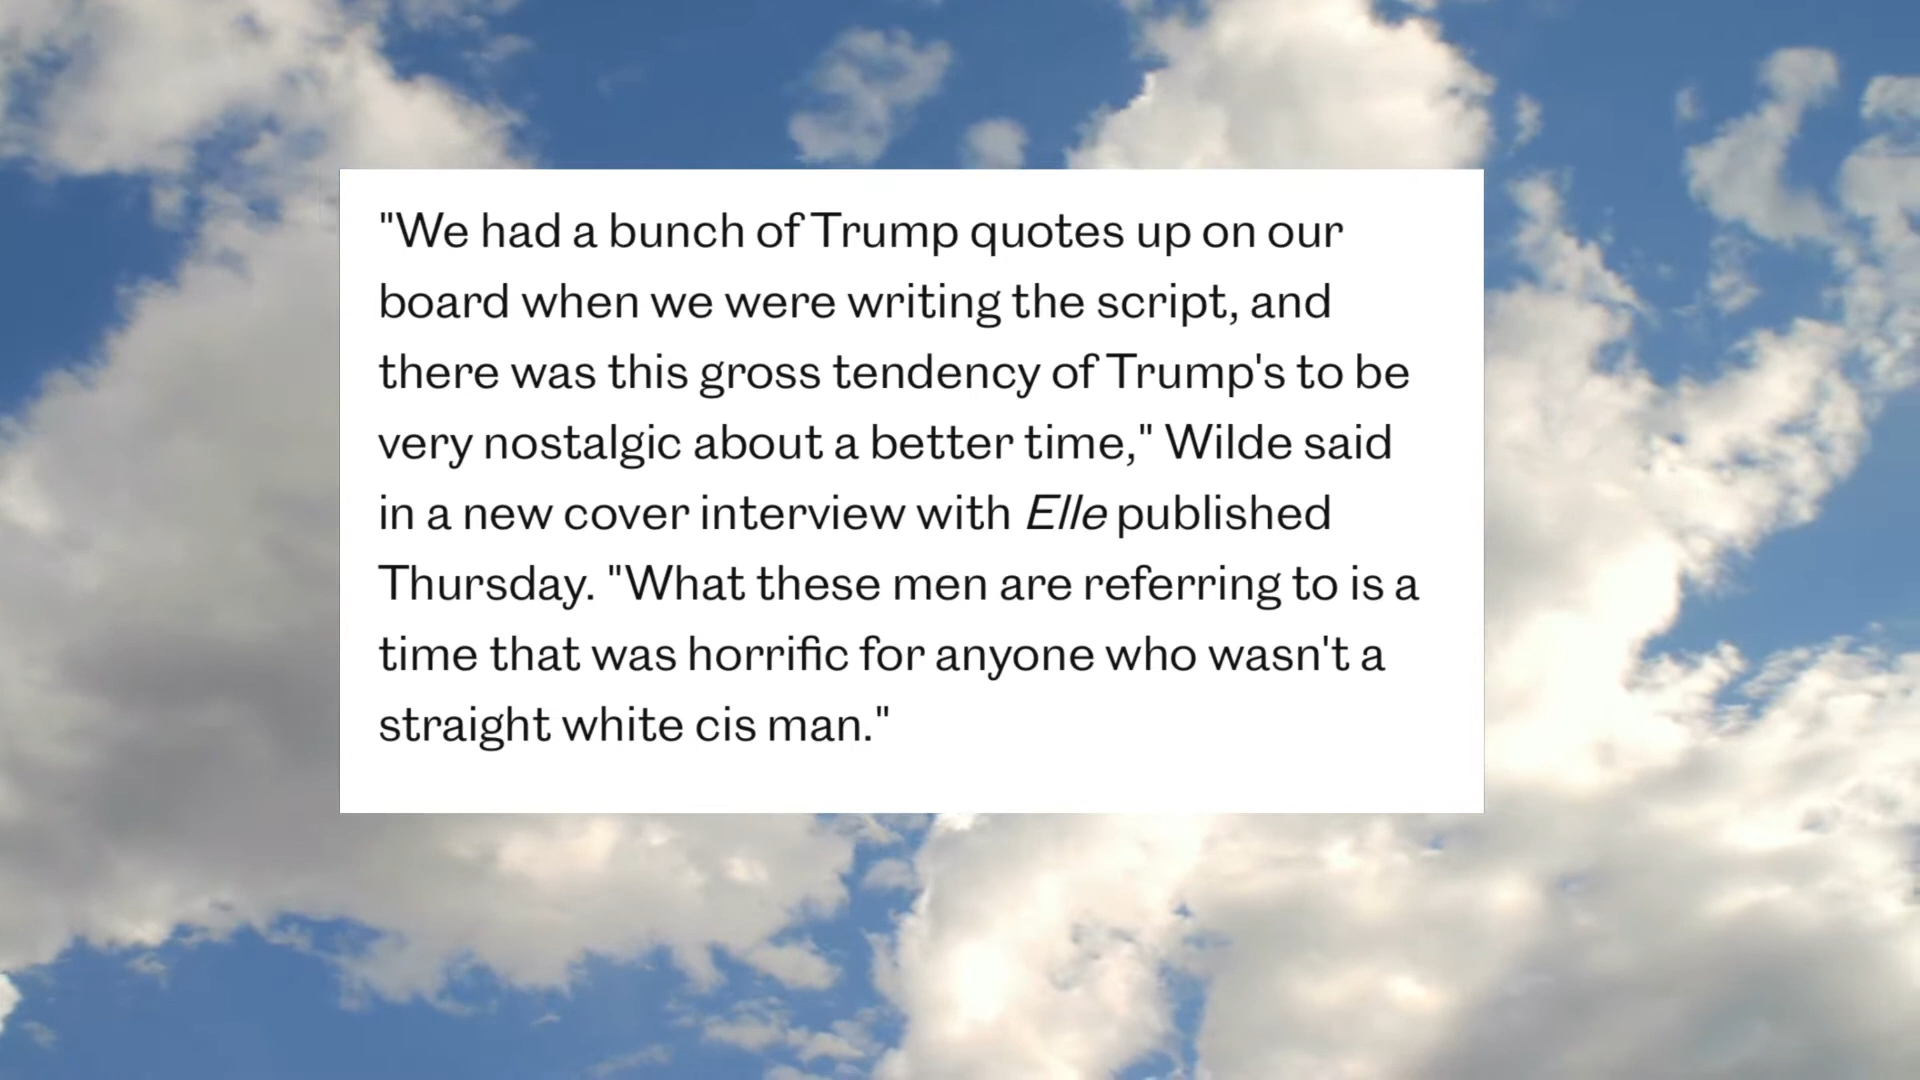 "We had a bunch of Trump quotes up on our
board when we were writing the script, and
there was this gross tendency of Trump's to be
very nostalgic about a better time," Wilde said
in a new cover interview with Elle published
Thursday. "What these men are referring to is a
time that was horrific for anyone who wasn't a
straight white cis man."